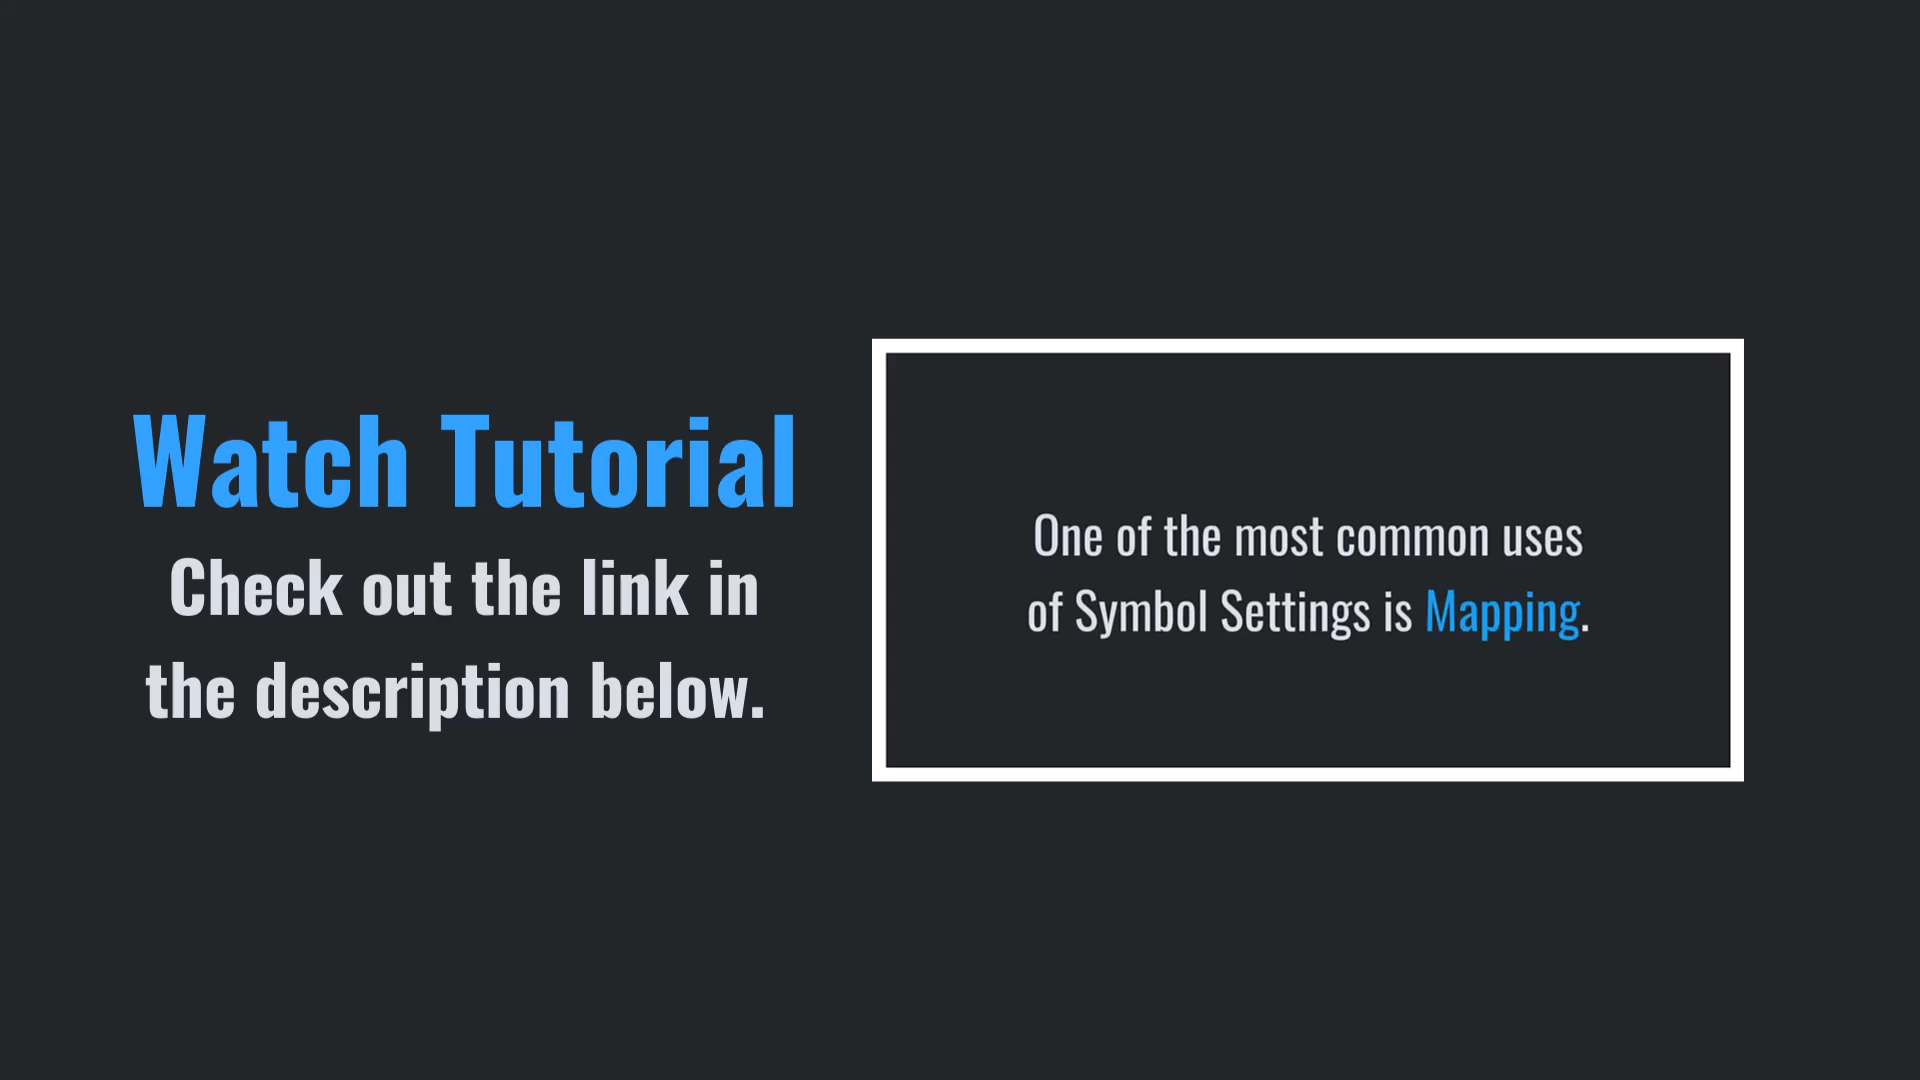 Watch Tutorial
Check out the link in
the description below.
One of the most common uses
of Symbol Settings is Mapping.